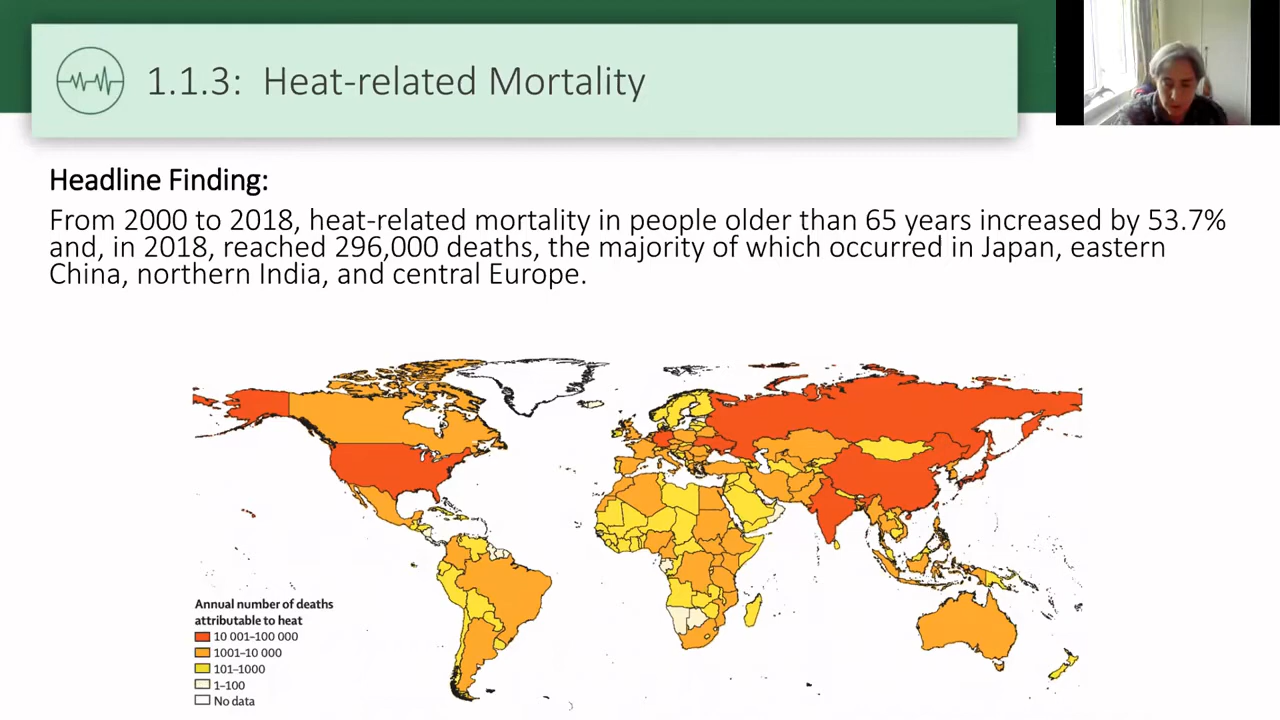 1.1.3: Heat-related Mortality
Headline Finding:
From 2000 to 2018, heat-related mortality in people older than 65 years increased by 53.7%
and, in 2018, reached 296,000 deaths, the majority of which occurred in Japan, eastern
China, northern India, and central Europe.
Annual number of deaths
attributable to heat
10 001–100 000
1001–10 000
101–1000
1–100
No data